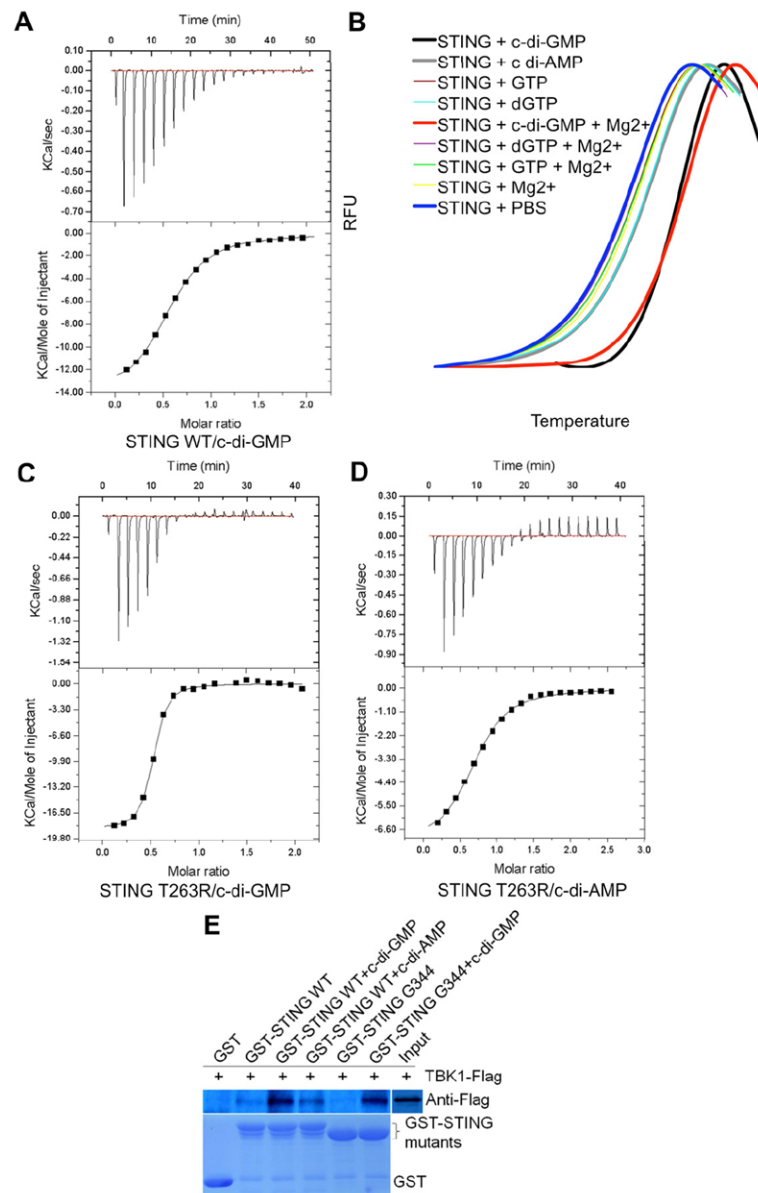 A
Time (min)
0 10 20 30 40 50
0.10
0.00
-0.10
-0.20
-0.30
-0.40
-0.50
-0.60
-0.70
KCal/sec
0.00
-2.00
-4.00
-6.00
-8.00
-10.00
-12.00
-14.00
KCal/Mole of Injectant
0.0 0.5 1.0 1.5 2.0
Molar ratio
STING WT/c-di-GMP
B
STING + c-di-GMP
STING + c di-AMP
STING + GTP
STING + dGTP
STING + c-di-GMP + Mg2+
STING + dGTP + Mg2+
STING + GTP + Mg2+
STING + Mg2+
STING + PBS
RFU
Temperature
C
Time (min)
0 10 20 30 40
0.00
-0.22
-0.44
-0.66
-0.88
-1.10
-1.32
-1.54
KCal/sec
0.00
-3.30
-6.60
-9.90
-13.20
-16.50
-19.80
KCal/Mole of Injectant
0.0 0.5 1.0 1.5 2.0
Molar ratio
STING T263R/c-di-GMP
D
Time (min)
0 10 20 30 40
0.30
0.15
0.00
-0.15
-0.30
-0.45
-0.60
-0.75
-0.90
KCal/sec
0.00
-1.10
-2.20
-3.30
-4.40
-5.50
-6.60
KCal/Mole of Injectant
0.0 0.5 1.0 1.5 2.0 2.5 3.0
Molar ratio
STING T263R/c-di-AMP
E
GST
GST-STING WT
GST-STING WT+c-di-GMP
GST-STING WT+c-di-AMP
GST-STING G344
GST-STING G344+c-di-GMP
Input
+ + + + + + + TBK1-Flag
Anti-Flag
GST-STING
mutants
GST